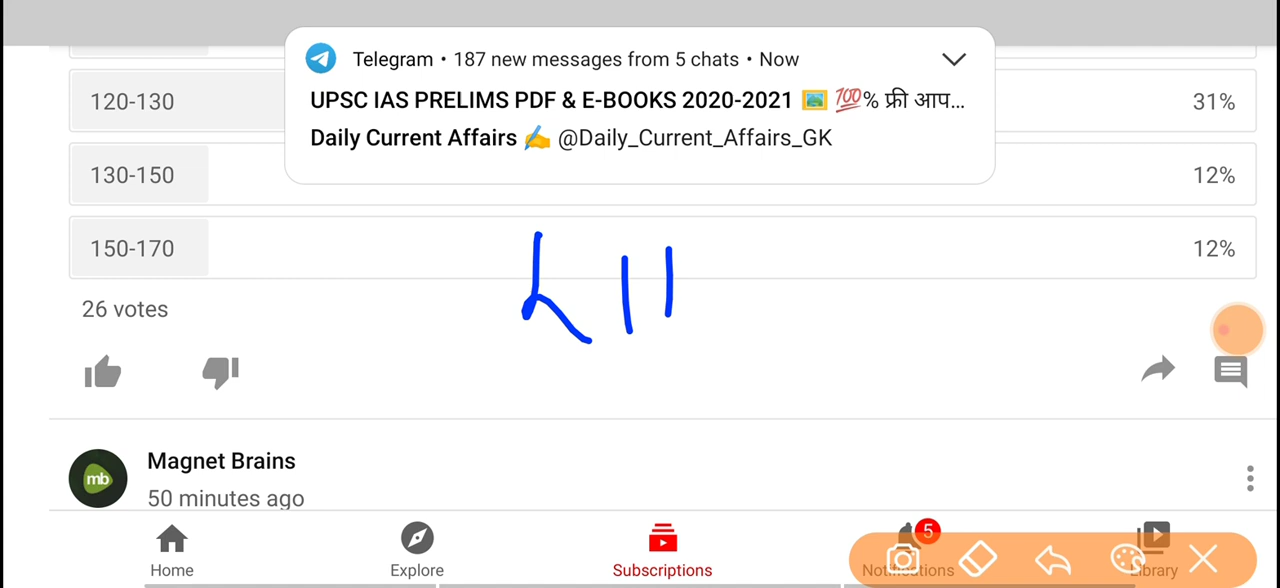 Telegram • 187 new messages from 5 chats • Now
UPSC IAS PRELIMS PDF & E-BOOKS 2020-2021 🖼️ 💯% फ्री आप...
Daily Current Affairs ✍️ @Daily_Current_Affairs_GK
120-130 31%
130-150 12%
150-170 12%
26 votes
Magnet Brains
50 minutes ago
mb
5
Home Explore Subscriptions Notifications Library